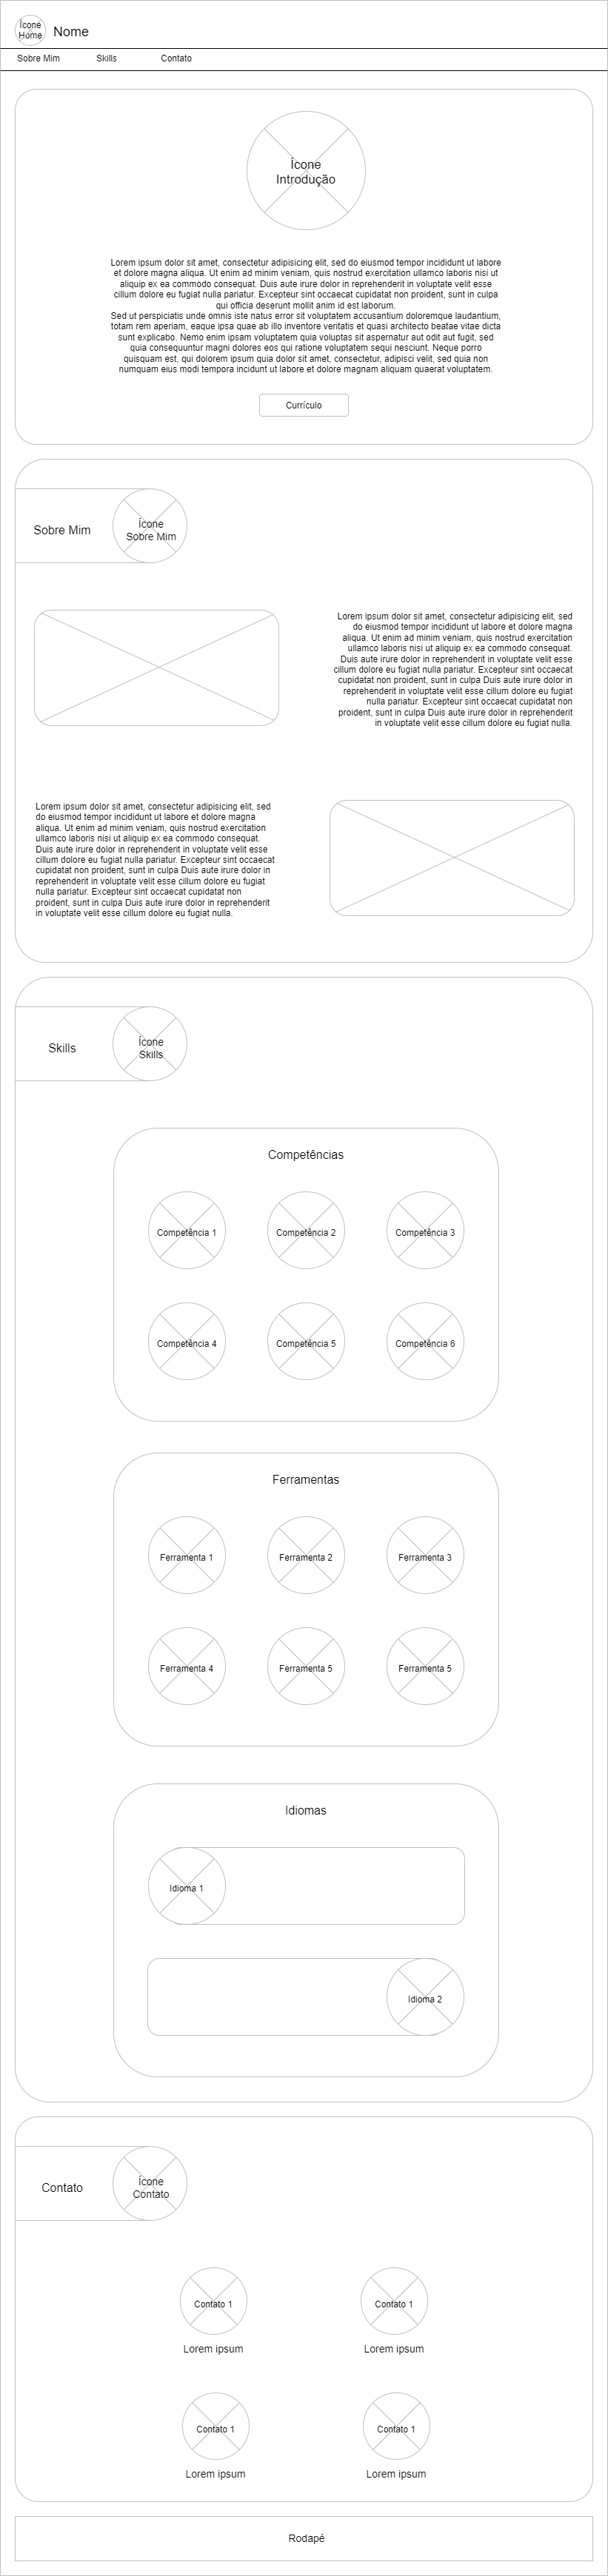 Ícone
Home
Nome
Sobre Mim
Skills
Contato
Ícone
Introdução
Lorem ipsum dolor sit amet, consectetur adipisicing elit, sed do eiusmod tempor incididunt ut labore
et dolore magna aliqua. Ut enim ad minim veniam, quis nostrud exercitation ullamco laboris nisi ut
aliquip ex ea commodo consequat. Duis aute irure dolor in reprehenderit in voluptate velit esse
cillum dolore eu fugiat nulla pariatur. Excepteur sint occaecat cupidatat non proident, sunt in culpa
qui officia deserunt mollit anim id est laborum.
Sed ut perspiciatis unde omnis iste natus error sit voluptatem accusantium doloremque laudantium,
totam rem aperiam, eaque ipsa quae ab illo inventore veritatis et quasi architecto beatae vitae dicta
sunt explicabo. Nemo enim ipsam voluptatem quia voluptas sit aspernatur aut odit aut fugit, sed
quia consequuntur magni dolores eos qui ratione voluptatem sequi nesciunt. Neque porro
quisquam est, qui dolorem ipsum quia dolor sit amet, consectetur, adipisci velit, sed quia non
numquam eius modi tempora incidunt ut labore et dolore magnam aliquam quaerat voluptatem.
Currículo
Sobre Mim
Ícone
Sobre Mim
Lorem ipsum dolor sit amet, consectetur adipisicing elit, sed
do eiusmod tempor incididunt ut labore et dolore magna
aliqua. Ut enim ad minim veniam, quis nostrud exercitation
ullamco laboris nisi ut aliquip ex ea commodo consequat.
Duis aute irure dolor in reprehenderit in voluptate velit esse
cillum dolore eu fugiat nulla pariatur. Excepteur sint occaecat
cupidatat non proident, sunt in culpa Duis aute irure dolor in
reprehenderit in voluptate velit esse cillum dolore eu fugiat
nulla pariatur. Excepteur sint occaecat cupidatat non
proident, sunt in culpa Duis aute irure dolor in reprehenderit
in voluptate velit esse cillum dolore eu fugiat nulla.
Lorem ipsum dolor sit amet, consectetur adipisicing elit, sed
do eiusmod tempor incididunt ut labore et dolore magna
aliqua. Ut enim ad minim veniam, quis nostrud exercitation
ullamco laboris nisi ut aliquip ex ea commodo consequat.
Duis aute irure dolor in reprehenderit in voluptate velit esse
cillum dolore eu fugiat nulla pariatur. Excepteur sint occaecat
cupidatat non proident, sunt in culpa Duis aute irure dolor in
reprehenderit in voluptate velit esse cillum dolore eu fugiat
nulla pariatur. Excepteur sint occaecat cupidatat non
proident, sunt in culpa Duis aute irure dolor in reprehenderit
in voluptate velit esse cillum dolore eu fugiat nulla.
Skills
Ícone
Skills
Competências
Competência 1
Competência 2
Competência 3
Competência 4
Competência 5
Competência 6
Ferramentas
Ferramenta 1
Ferramenta 2
Ferramenta 3
Ferramenta 4
Ferramenta 5
Ferramenta 5
Idiomas
Idioma 1
Idioma 2
Contato
Ícone
Contato
Contato 1
Contato 1
Lorem ipsum
Lorem ipsum
Contato 1
Contato 1
Lorem ipsum
Lorem ipsum
Rodapé